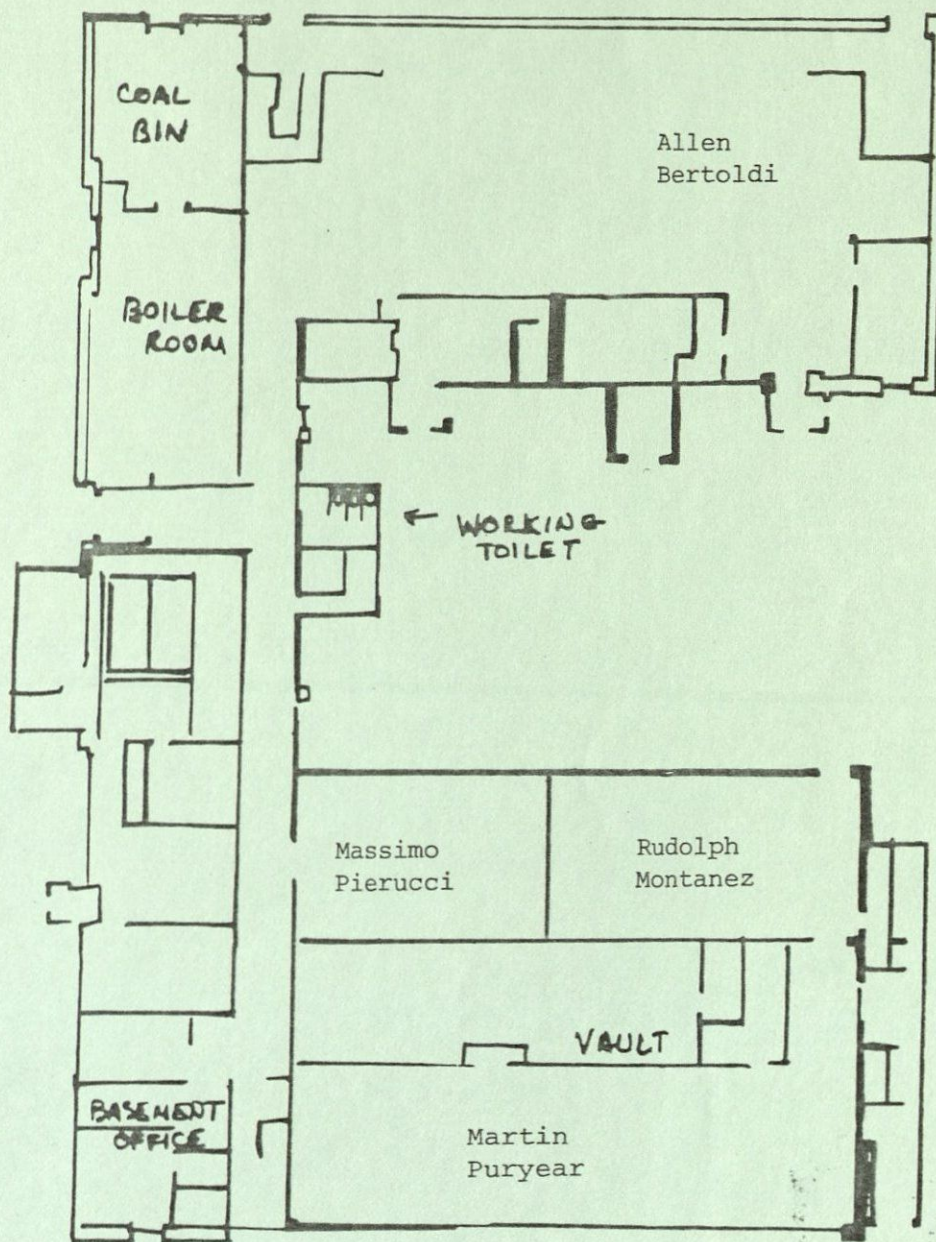 COAL
BIN
Allen
Bertoldi
BOILER
ROOM
← WORKING
TOILET
Massimo
Pierucci
Rudolph
Montanez
VAULT
BASEMENT
OFFICE
Martin
Puryear